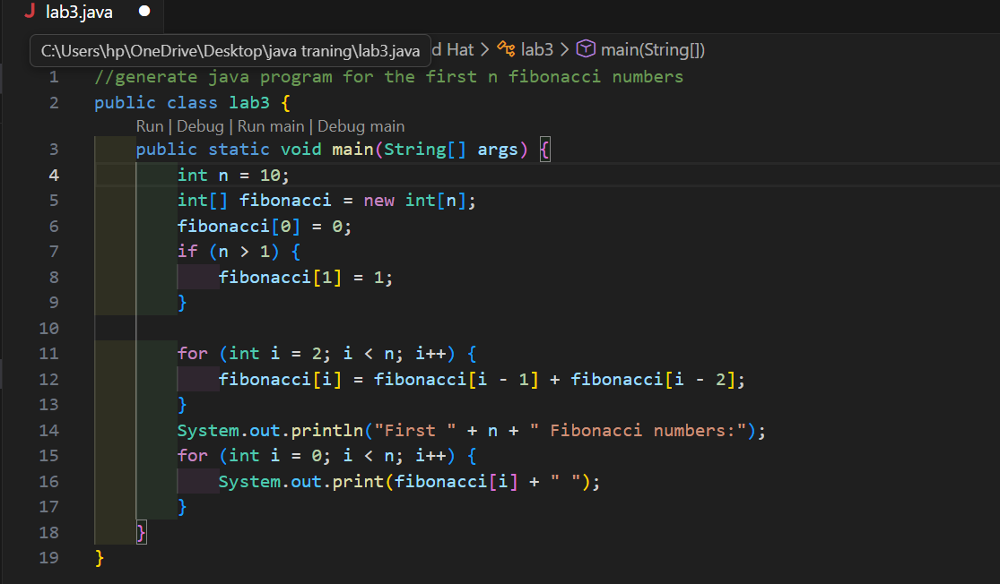 lab3.java
C:\Users\hp\OneDrive\Desktop\java traning\lab3.java d Hat > lab3 > main(String[])
1 //generate java program for the first n fibonacci numbers
2 public class lab3 {
Run | Debug | Run main | Debug main
3     public static void main(String[] args) {
4         int n = 10;
5         int[] fibonacci = new int[n];
6         fibonacci[0] = 0;
7         if (n > 1) {
8             fibonacci[1] = 1;
9         }
10
11         for (int i = 2; i < n; i++) {
12             fibonacci[i] = fibonacci[i - 1] + fibonacci[i - 2];
13         }
14         System.out.println("First " + n + " Fibonacci numbers:");
15         for (int i = 0; i < n; i++) {
16             System.out.print(fibonacci[i] + " ");
17         }
18     }
19 }